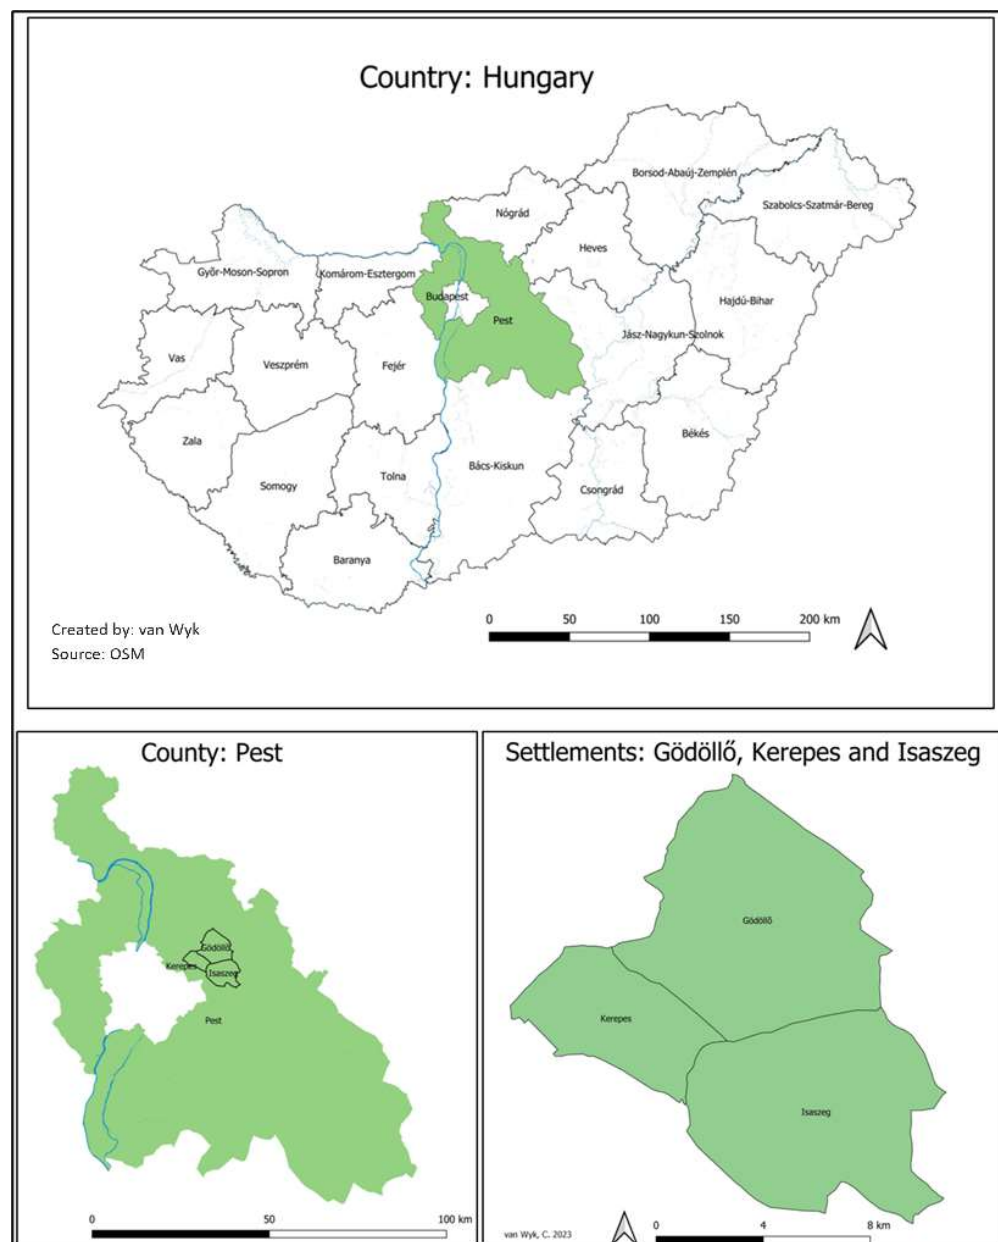 Country: Hungary
Borsod-Abaúj-Zemplén
Szabolcs-Szatmár-Bereg
Nógrád
Heves
Győr-Moson-Sopron
Komárom-Esztergom
Budapest
Hajdú-Bihar
Pest
Jász-Nagykun-Szolnok
Vas
Veszprém
Fejér
Zala
Békés
Bács-Kiskun
Tolna
Somogy
Csongrád
Baranya
0 50 100 150 200 km
Created by: van Wyk
Source: OSM
County: Pest
Gödöllő
Kerepes
Isaszeg
Pest
0 50 100 km
Settlements: Gödöllő, Kerepes and Isaszeg
Gödöllő
Kerepes
Isaszeg
van Wyk, C. 2023
0 4 8 km